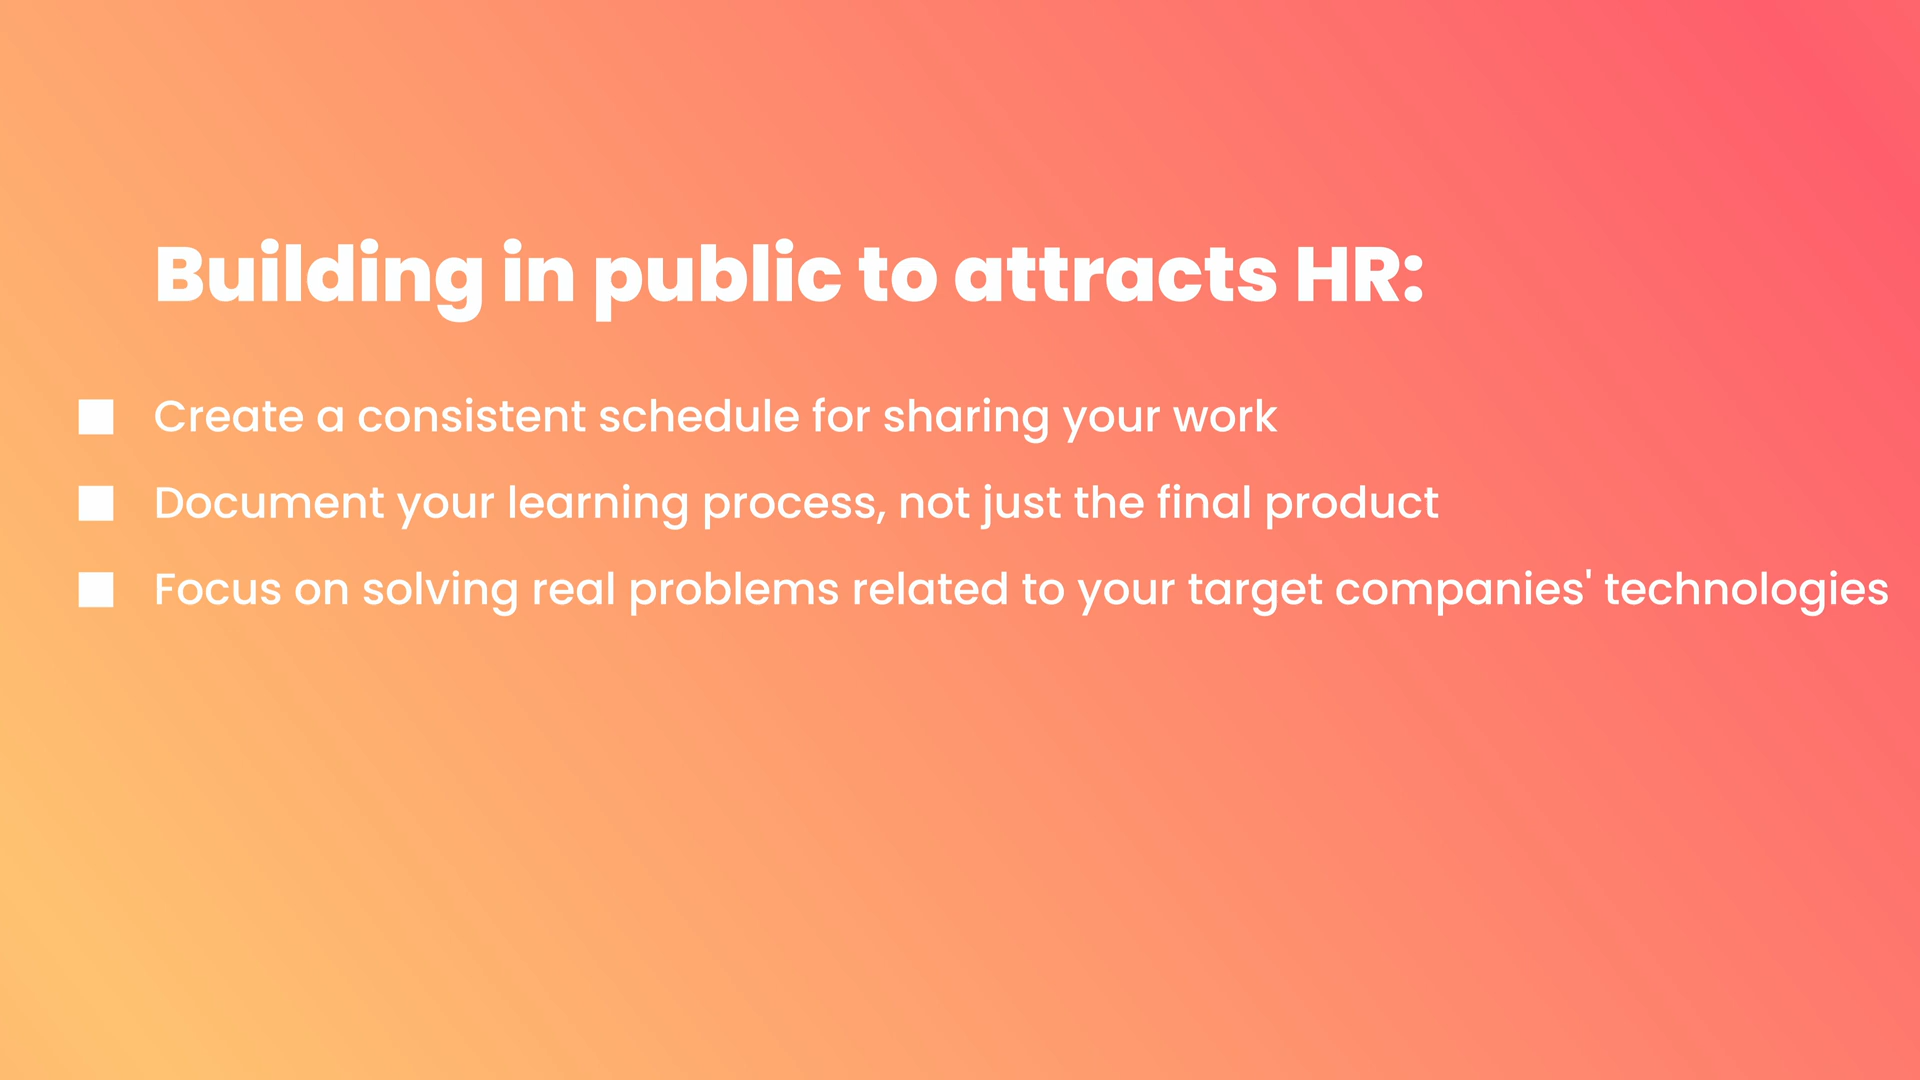 Building in public to attracts HR:
Create a consistent schedule for sharing your work
Document your learning process, not just the final product
Focus on solving real problems related to your target companies' technologies